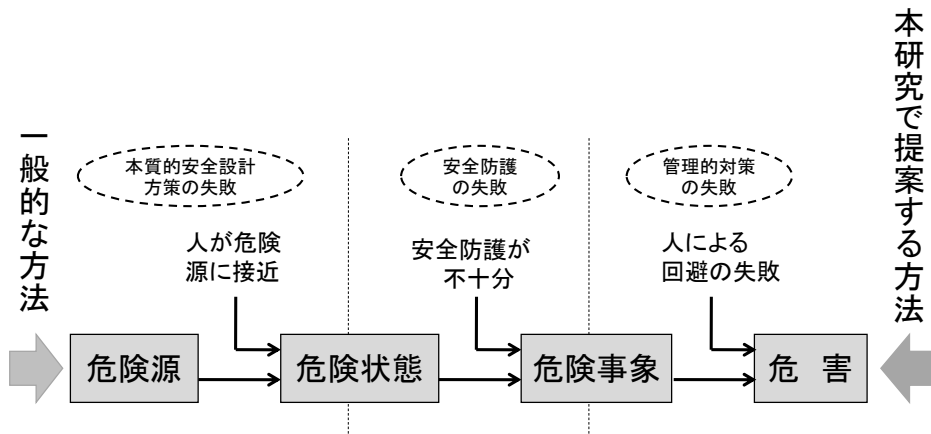 一般的な方法
本質的安全設計
方策の失敗
安全防護
の失敗
管理的対策
の失敗
人が危険
源に接近
安全防護が
不十分
人による
回避の失敗
危険源
危険状態
危険事象
危 害
本研究で提案する方法